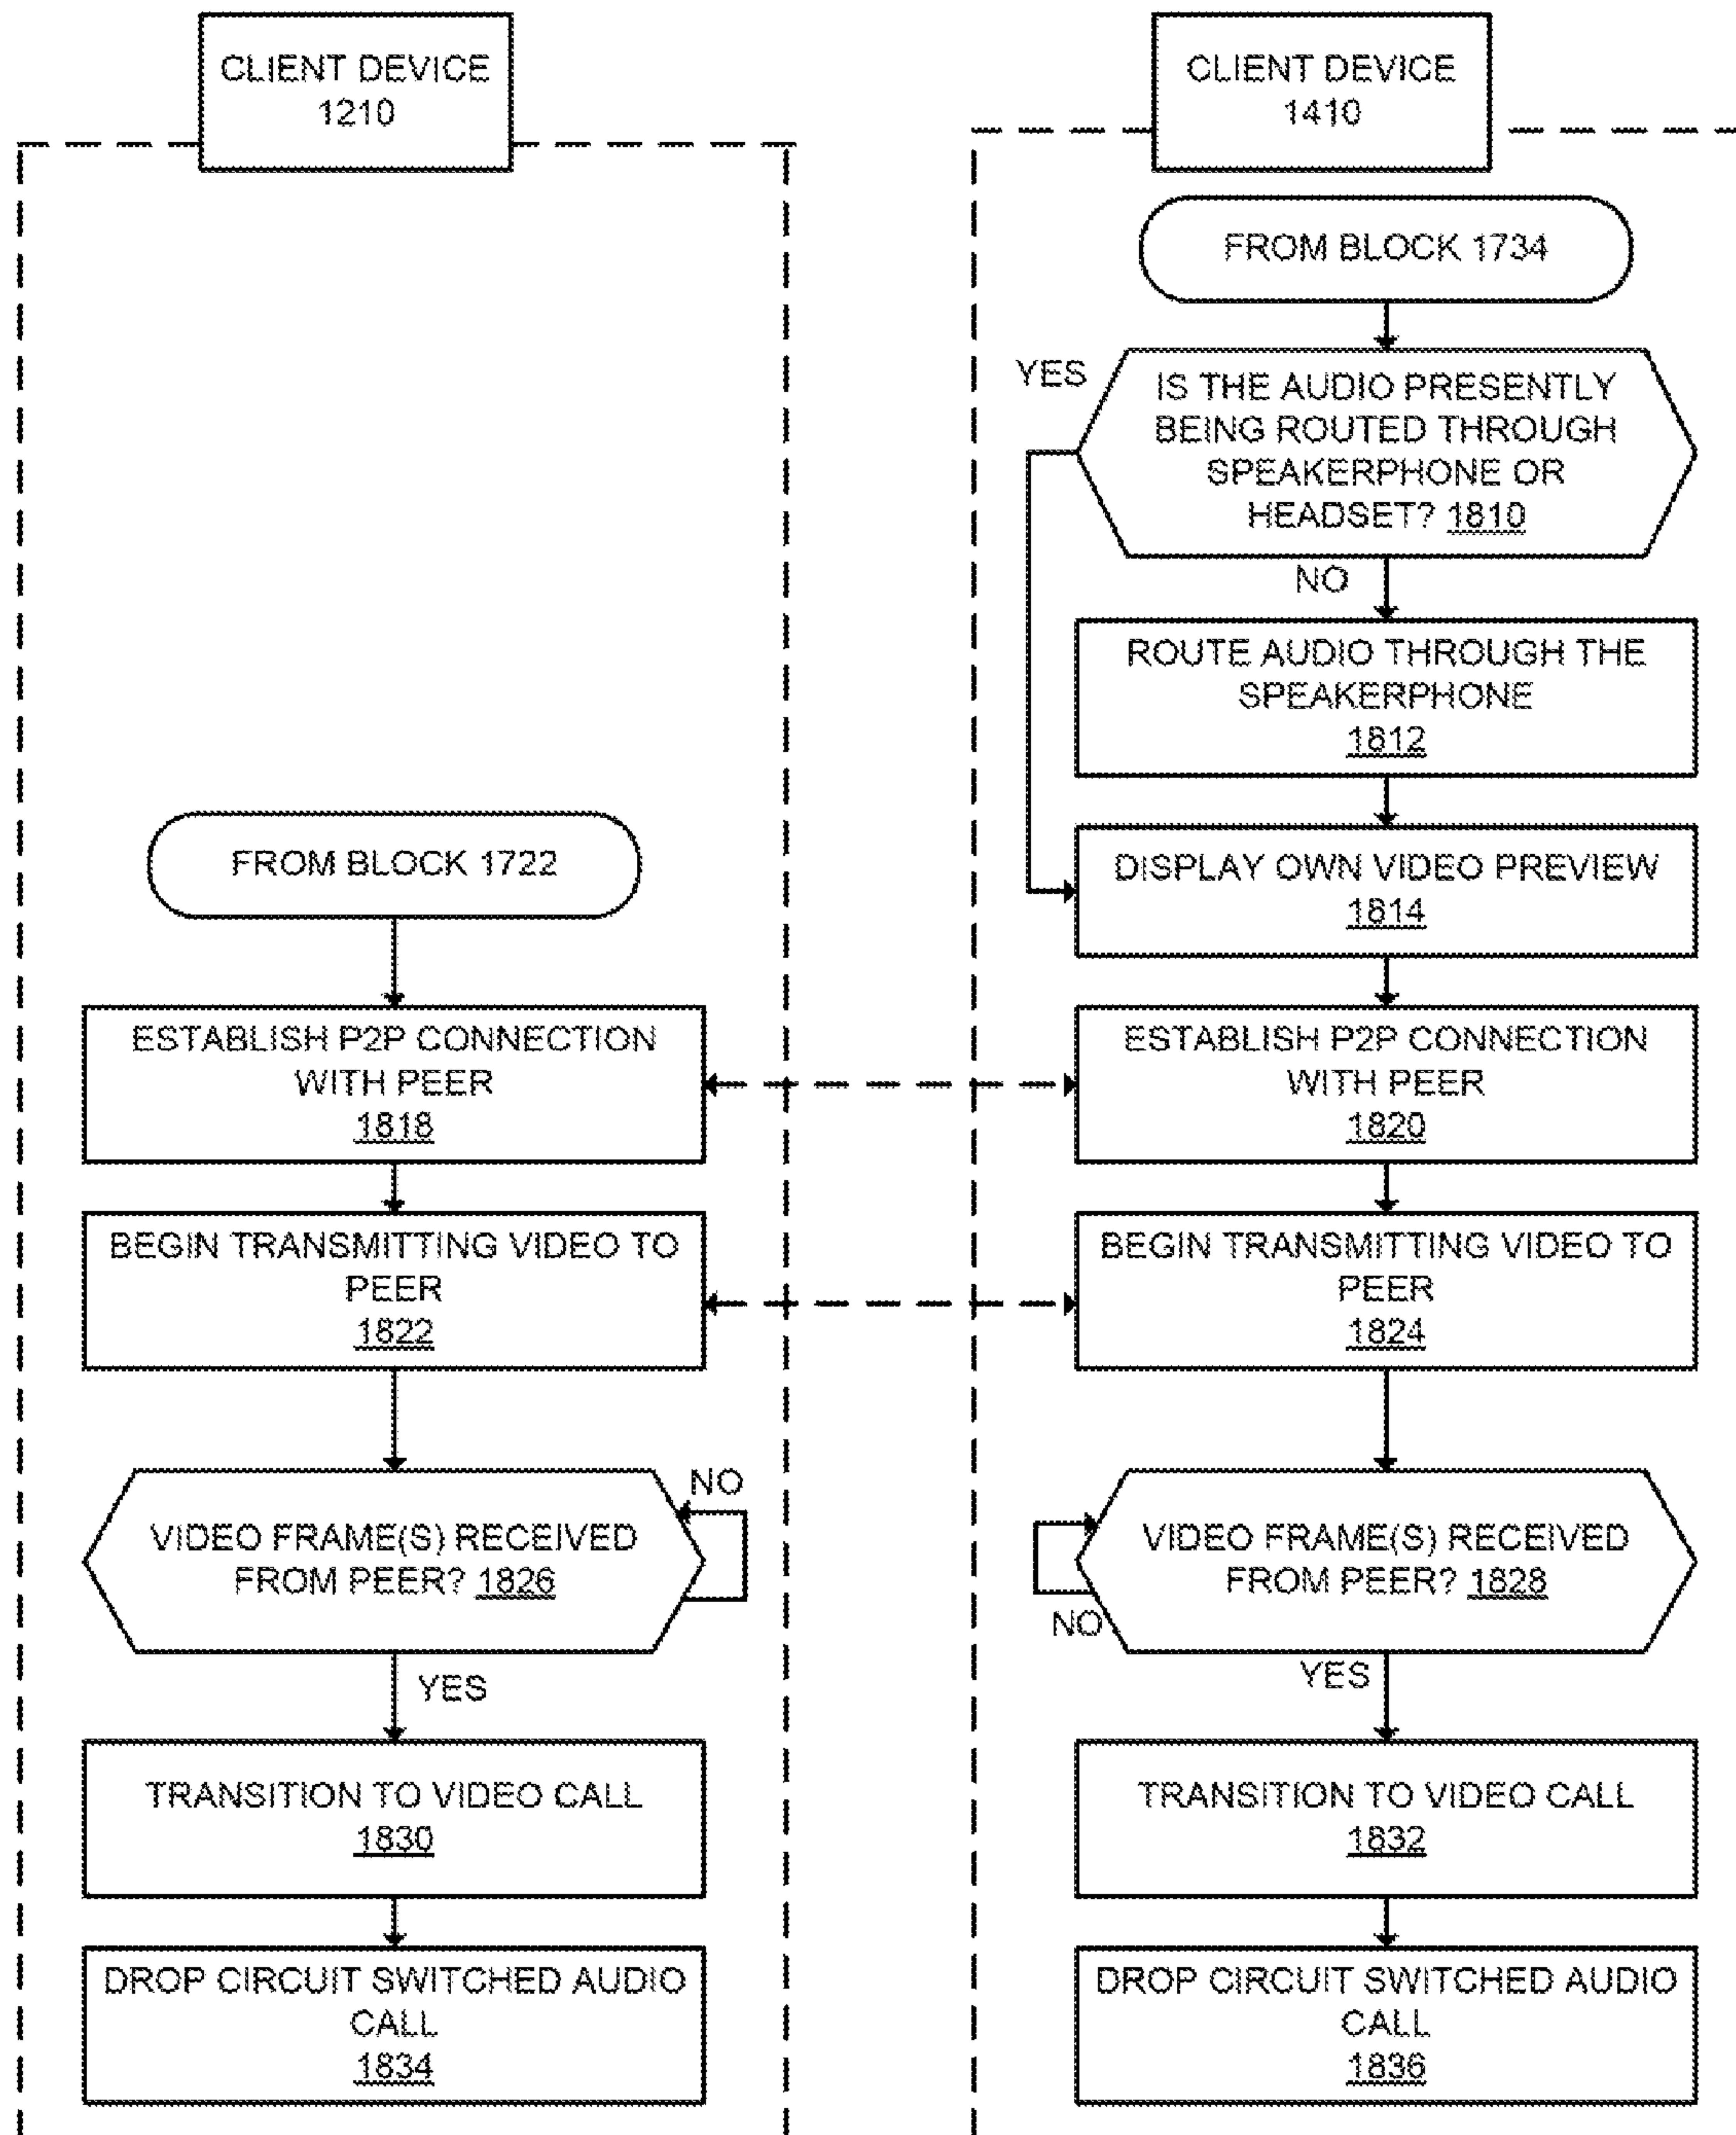 CLIENT DEVICE
1210
FROM BLOCK 1722
ESTABLISH P2P CONNECTION
WITH PEER
1818
BEGIN TRANSMITTING VIDEO TO
PEER
1822
VIDEO FRAME(S) RECEIVED
FROM PEER? 1826
NO
YES
TRANSITION TO VIDEO CALL
1830
DROP CIRCUIT SWITCHED AUDIO
CALL
1834
CLIENT DEVICE
1410
FROM BLOCK 1734
YES
IS THE AUDIO PRESENTLY
BEING ROUTED THROUGH
SPEAKERPHONE OR
HEADSET? 1810
NO
ROUTE AUDIO THROUGH THE
SPEAKERPHONE
1812
DISPLAY OWN VIDEO PREVIEW
1814
ESTABLISH P2P CONNECTION
WITH PEER
1820
BEGIN TRANSMITTING VIDEO TO
PEER
1824
VIDEO FRAME(S) RECEIVED
FROM PEER? 1828
NO
YES
TRANSITION TO VIDEO CALL
1832
DROP CIRCUIT SWITCHED AUDIO
CALL
1836